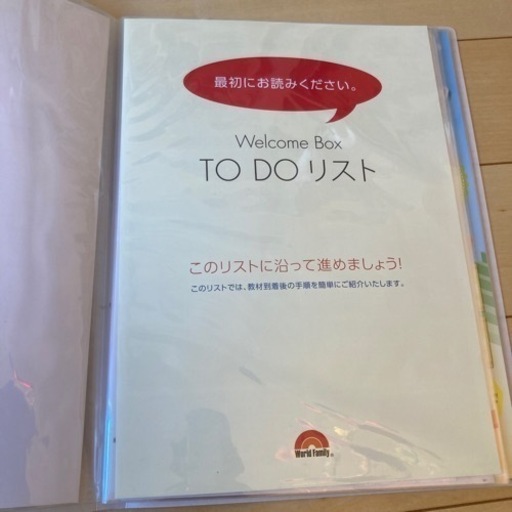 最初にお読みください。
Welcome Box
TO DO リスト
このリストに沿って進めましょう!
このリストでは、教材到着後の手順を簡単にご紹介いたします。
World Family®